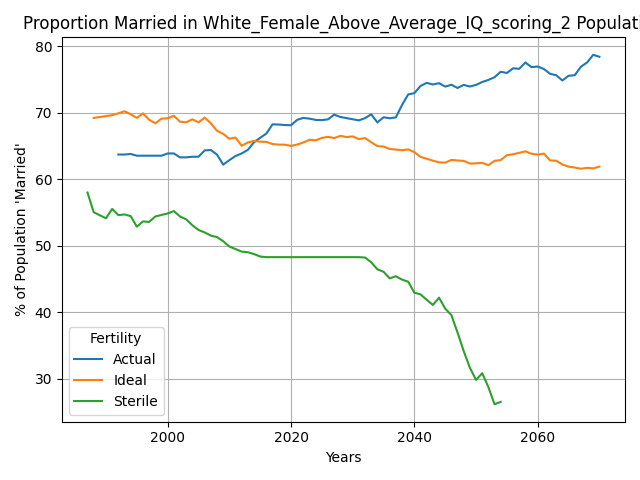 Proportion Married in White_Female_Above_Average_IQ_scoring_2 Populati
% of Population 'Married'
80
70
60
50
40
30
Fertility
Actual
Ideal
Sterile
2000
2020
2040
2060
Years